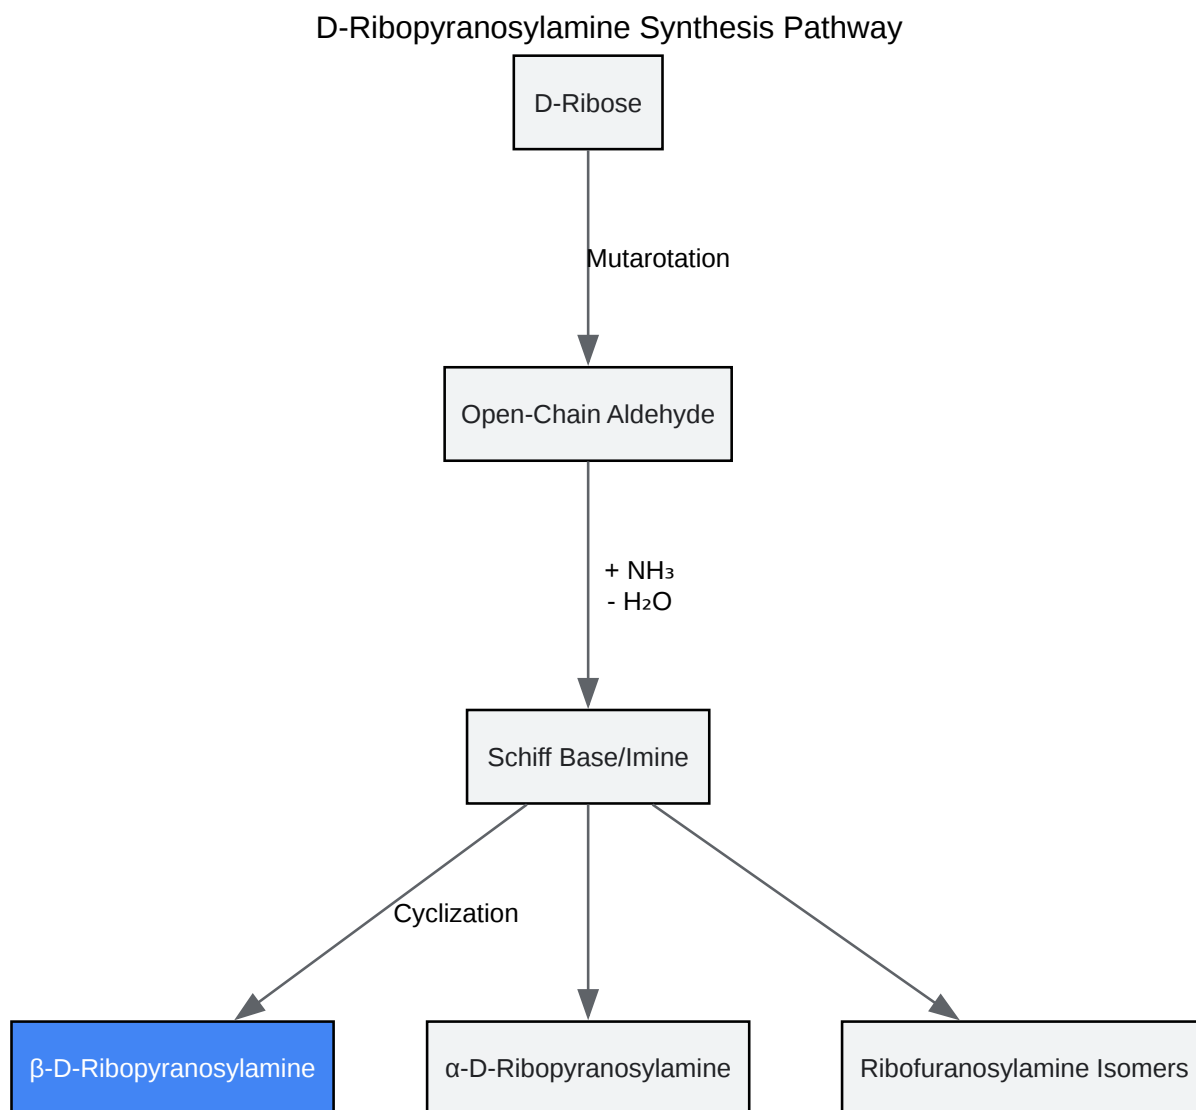 D-Ribopyranosylamine Synthesis Pathway
D-Ribose
Mutarotation
Open-Chain Aldehyde
+ NH₃
- H₂O
Schiff Base/Imine
Cyclization
β-D-Ribopyranosylamine
α-D-Ribopyranosylamine
Ribofuranosylamine Isomers